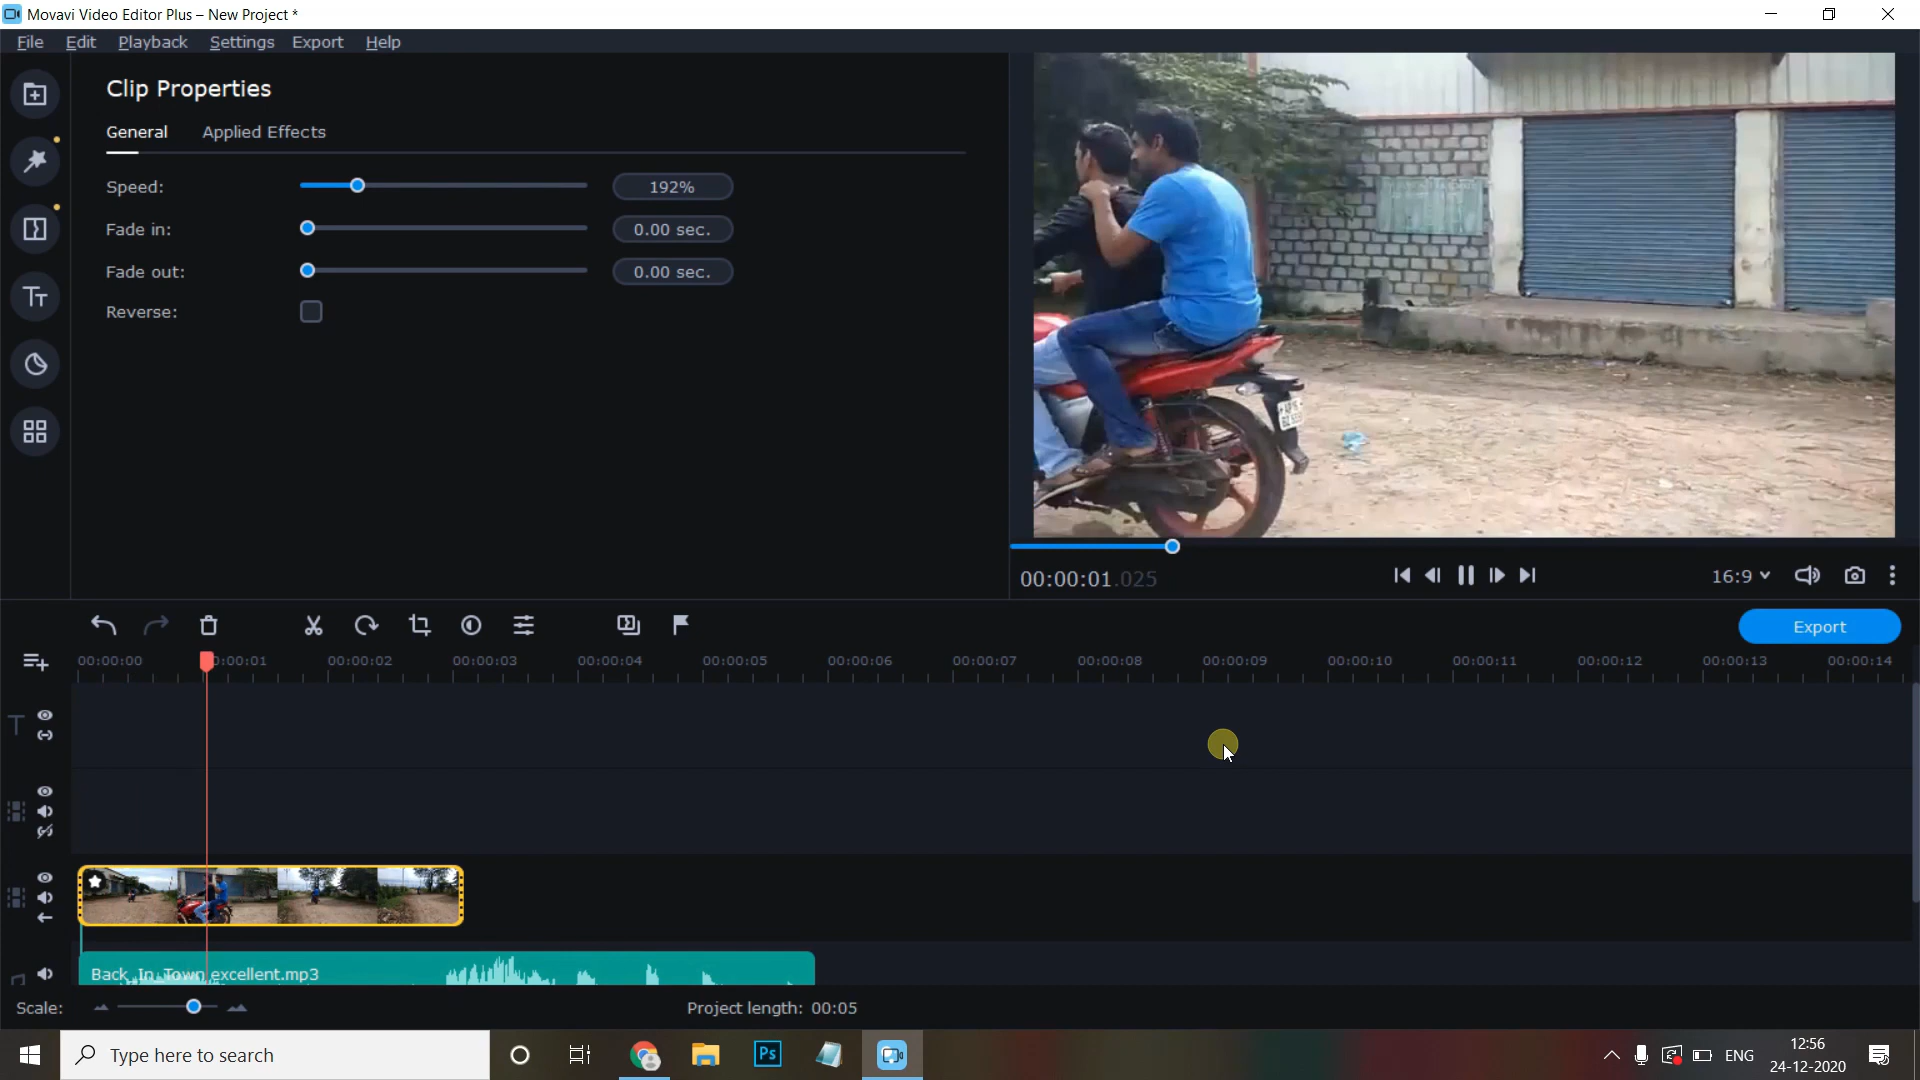 Movavi Video Editor Plus – New Project *
File Edit Playback Settings Export Help
Clip Properties
General Applied Effects
Speed: 192%
Fade in: 0.00 sec.
Fade out: 0.00 sec.
Reverse:
00:00:01.025
16:9
Export
00:00:00 0:00:01 00:00:02 00:00:03 00:00:04 00:00:05 00:00:06 00:00:07 00:00:08 00:00:09 00:00:10 00:00:11 00:00:12 00:00:13 00:00:14
Back_In_Town_excellent.mp3
Scale: Project length: 00:05
Type here to search
Ps
ENG
12:56
24-12-2020